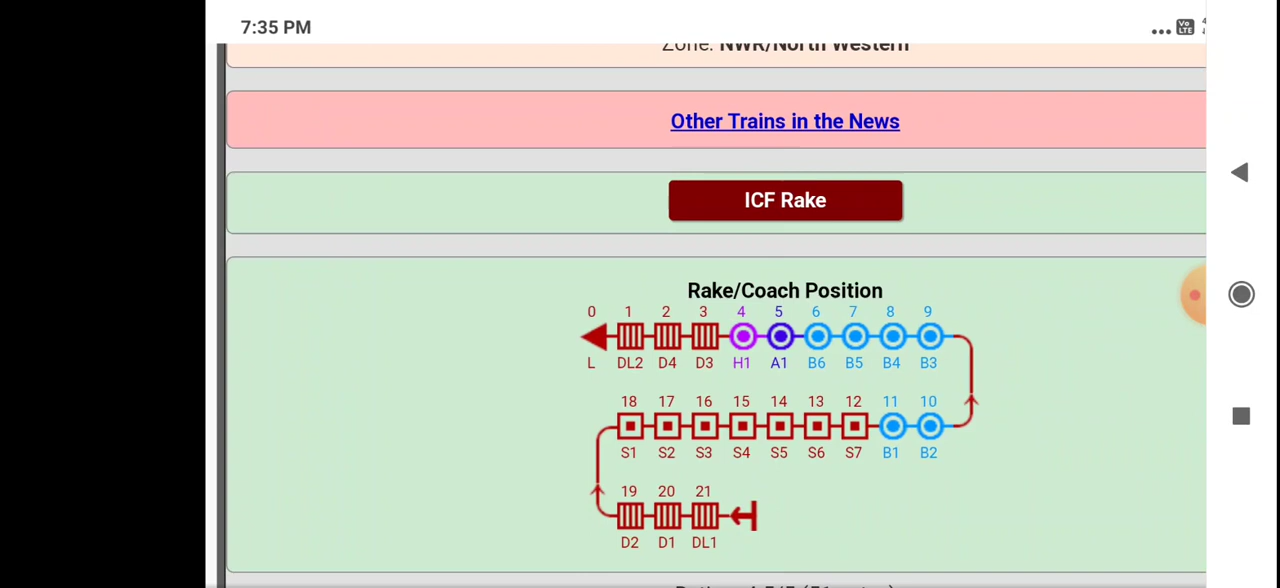 7:35 PM
Vo LTE
Zone: NWR/North Western
Other Trains in the News
ICF Rake
Rake/Coach Position
0 1 2 3 4 5 6 7 8 9
L DL2 D4 D3 H1 A1 B6 B5 B4 B3
18 17 16 15 14 13 12 11 10
S1 S2 S3 S4 S5 S6 S7 B1 B2
19 20 21
D2 D1 DL1